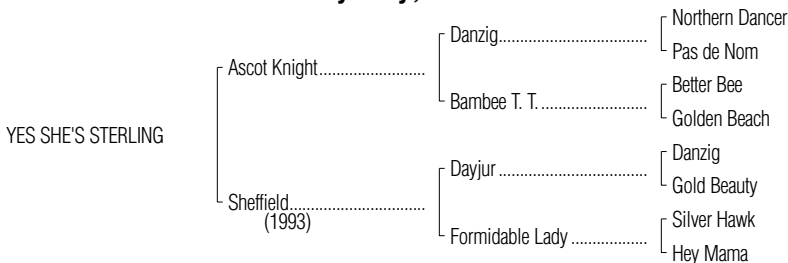 Northern Dancer
Danzig
Pas de Nom
Ascot Knight
Better Bee
Bambee T. T.
Golden Beach
YES SHE'S STERLING
Danzig
Dayjur
Gold Beauty
Sheffield
(1993)
Silver Hawk
Formidable Lady
Hey Mama